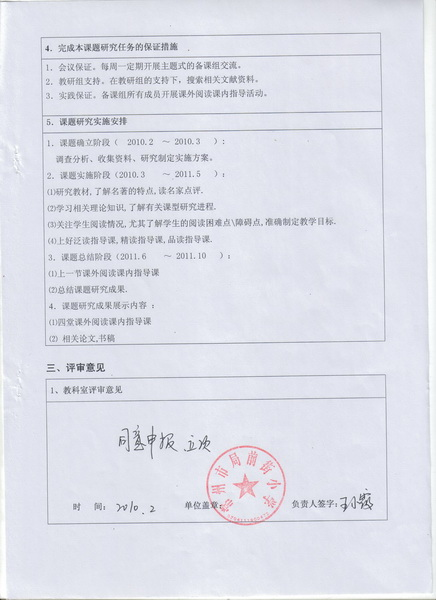 4．完成本课题研究任务的保证措施
1．会议保证。每周一定期开展主题式的备课组交流。
2．教研组支持。在教研组的支持下，搜索相关文献资料。
3．实践保证。备课组所有成员开展课外阅读课内指导活动。
5．课题研究实施安排
1．课题确立阶段（ 2010.2 ～ 2010.3 ）:
调查分析、收集资料、研究制定实施方案。
2．课题实施阶段(2010.3 ～ 2011.5 ):
⑴研究教材,了解名著的特点,读名家点评.
⑵学习相关理论知识,了解有关课型研究进程.
⑶关注学生阅读情况,尤其了解学生的阅读困难点\障碍点,准确制定教学目标.
⑷上好泛读指导课,精读指导课,品读指导课.
3．课题总结阶段(2011.6 ～2011.10 ):
⑴上一节课外阅读课内指导课
⑵总结课题研究成果.
4．课题研究成果展示内容 :
⑴四堂课外阅读课内指导课
⑵ 相关论文,书稿
三、评审意见
1、教科室评审意见
同意申报 立项
常州市局前街小学
时 间: 2010.2 单位盖章: 负责人签字: